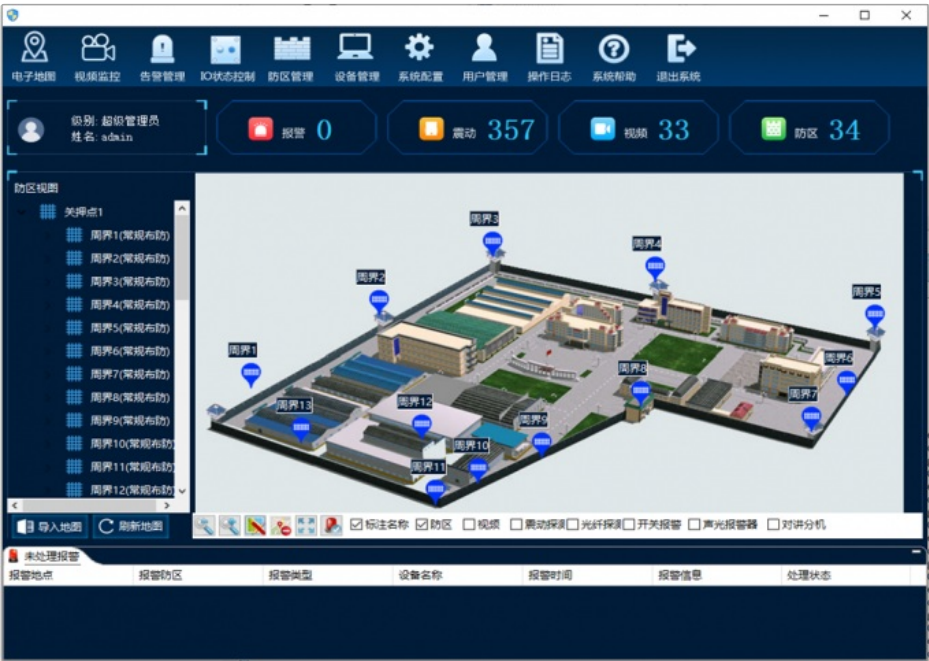 电子地图 视频监控 告警管理 IO状态控制 防区管理 设备管理 系统配置 用户管理 操作日志 系统帮助 退出系统
级别: 超级管理员
姓名: admin
报警 0
震动 357
视频 33
防区 34
防区视图
关押点1
周界1(常规布防)
周界2(常规布防)
周界3(常规布防)
周界4(常规布防)
周界5(常规布防)
周界6(常规布防)
周界7(常规布防)
周界8(常规布防)
周界9(常规布防)
周界10(常规布防)
周界11(常规布防)
周界12(常规布防)
周界3
周界4
周界2
周界5
周界1
周界6
周界8
周界7
周界13
周界12
周界9
周界10
周界11
导入地图 刷新地图
标注名称 防区 视频 震动探测 光纤探测 开关报警 声光报警器 对讲分机
未处理报警
报警地点 报警防区 报警类型 设备名称 报警时间 报警信息 处理状态